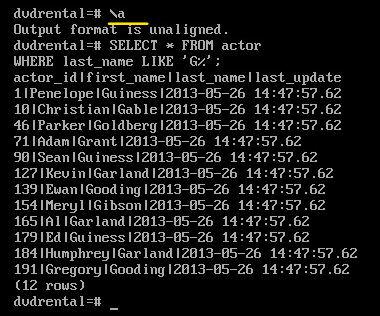 dvdrental=# \a
Output format is unaligned.
dvdrental=# SELECT * FROM actor
WHERE last_name LIKE 'G%';
actor_id|first_name|last_name|last_update
1|Penelope|Guiness|2013-05-26 14:47:57.62
10|Christian|Gable|2013-05-26 14:47:57.62
46|Parker|Goldberg|2013-05-26 14:47:57.62
71|Adam|Grant|2013-05-26 14:47:57.62
90|Sean|Guiness|2013-05-26 14:47:57.62
127|Kevin|Garland|2013-05-26 14:47:57.62
139|Ewan|Gooding|2013-05-26 14:47:57.62
154|Meryl|Gibson|2013-05-26 14:47:57.62
165|Al|Garland|2013-05-26 14:47:57.62
179|Ed|Guiness|2013-05-26 14:47:57.62
184|Humphrey|Garland|2013-05-26 14:47:57.62
191|Gregory|Gooding|2013-05-26 14:47:57.62
(12 rows)
dvdrental=# _